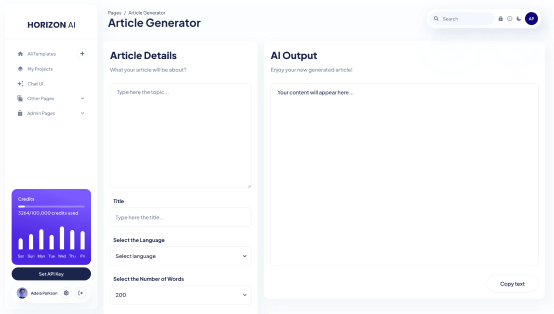 HORIZON AI
All Templates
My Projects
Chat UI
Other Pages
Admin Pages
Credits
3264/100,000 credits used
Sat Sun Mon Tue Wed Thu Fri
Set API Key
Adela Parkson
Pages / Article Generator
Article Generator
Search
AP
Article Details
What your article will be about?
Type here the topic...
Title
Type here the title...
Select the Language
Select language
Select the Number of Words
200
AI Output
Enjoy your new generated article!
Your content will appear here...
Copy text